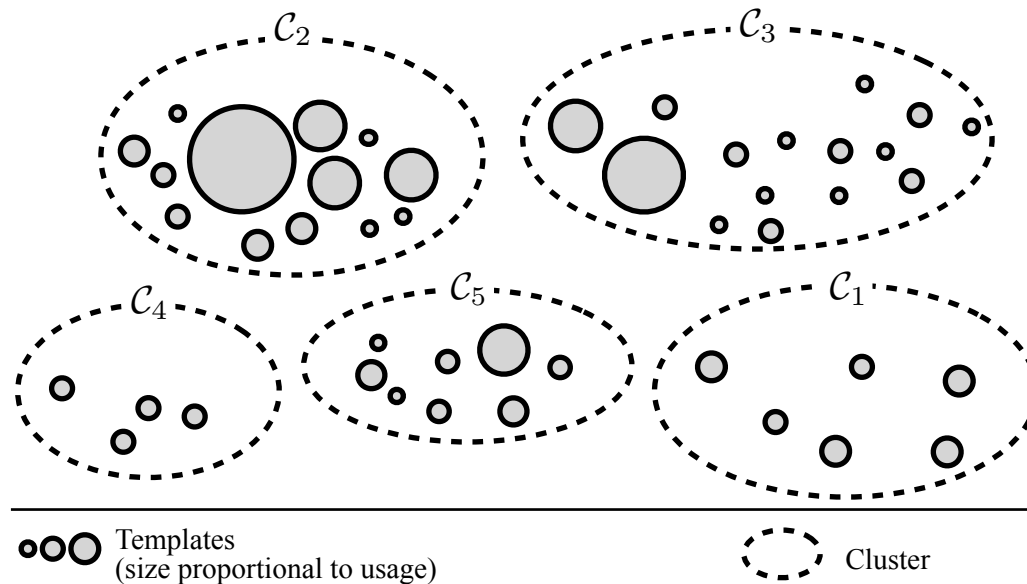 C₂
C₃
C₄
C₅
C₁
Templates
(size proportional to usage)
Cluster